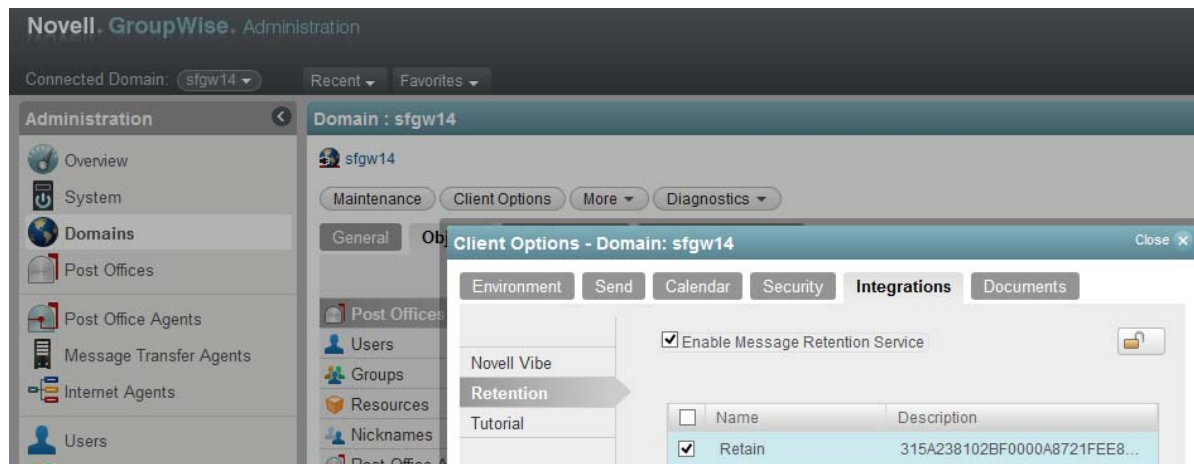 Novell. GroupWise. Administration
Connected Domain: sfgw14 Recent Favorites
Administration
Overview
System
Domains
Post Offices
Post Office Agents
Message Transfer Agents
Internet Agents
Users
Domain : sfgw14
sfgw14
Maintenance Client Options More Diagnostics
General
Post Offices
Users
Groups
Resources
Nicknames
Client Options - Domain: sfgw14 Close x
Environment Send Calendar Security Integrations Documents
Novell Vibe
Retention
Tutorial
Enable Message Retention Service
Name Description
Retain 315A238102BF0000A8721FEE8...